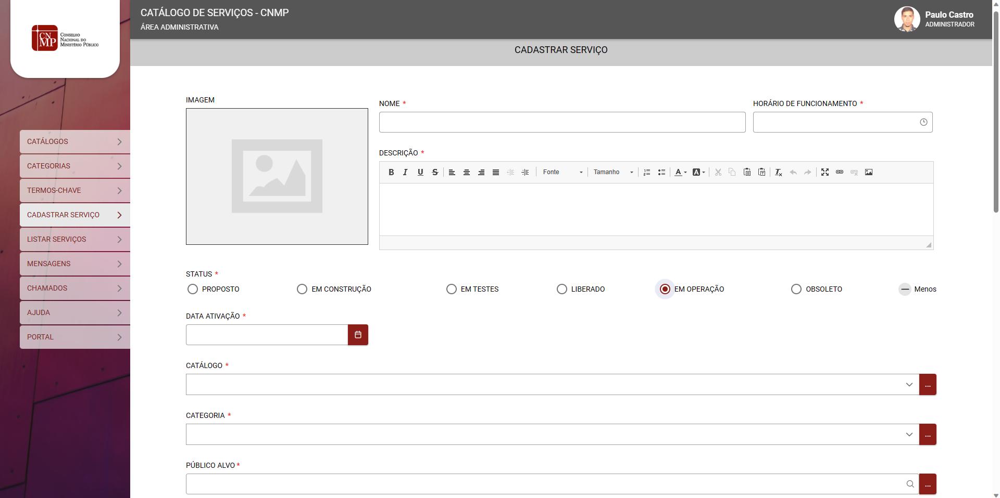 CN
MP
CONSELHO
NACIONAL DO
MINISTÉRIO PÚBLICO
CATÁLOGO DE SERVIÇOS - CNMP
ÁREA ADMINISTRATIVA
Paulo Castro
ADMINISTRADOR
CADASTRAR SERVIÇO
CATÁLOGOS
CATEGORIAS
TERMOS-CHAVE
CADASTRAR SERVIÇO
LISTAR SERVIÇOS
MENSAGENS
CHAMADOS
AJUDA
PORTAL
IMAGEM
NOME *
HORÁRIO DE FUNCIONAMENTO *
DESCRIÇÃO *
Fonte
Tamanho
STATUS *
PROPOSTO EM CONSTRUÇÃO EM TESTES LIBERADO EM OPERAÇÃO OBSOLETO Menos
DATA ATIVAÇÃO *
CATÁLOGO *
...
CATEGORIA *
...
PÚBLICO ALVO *
...